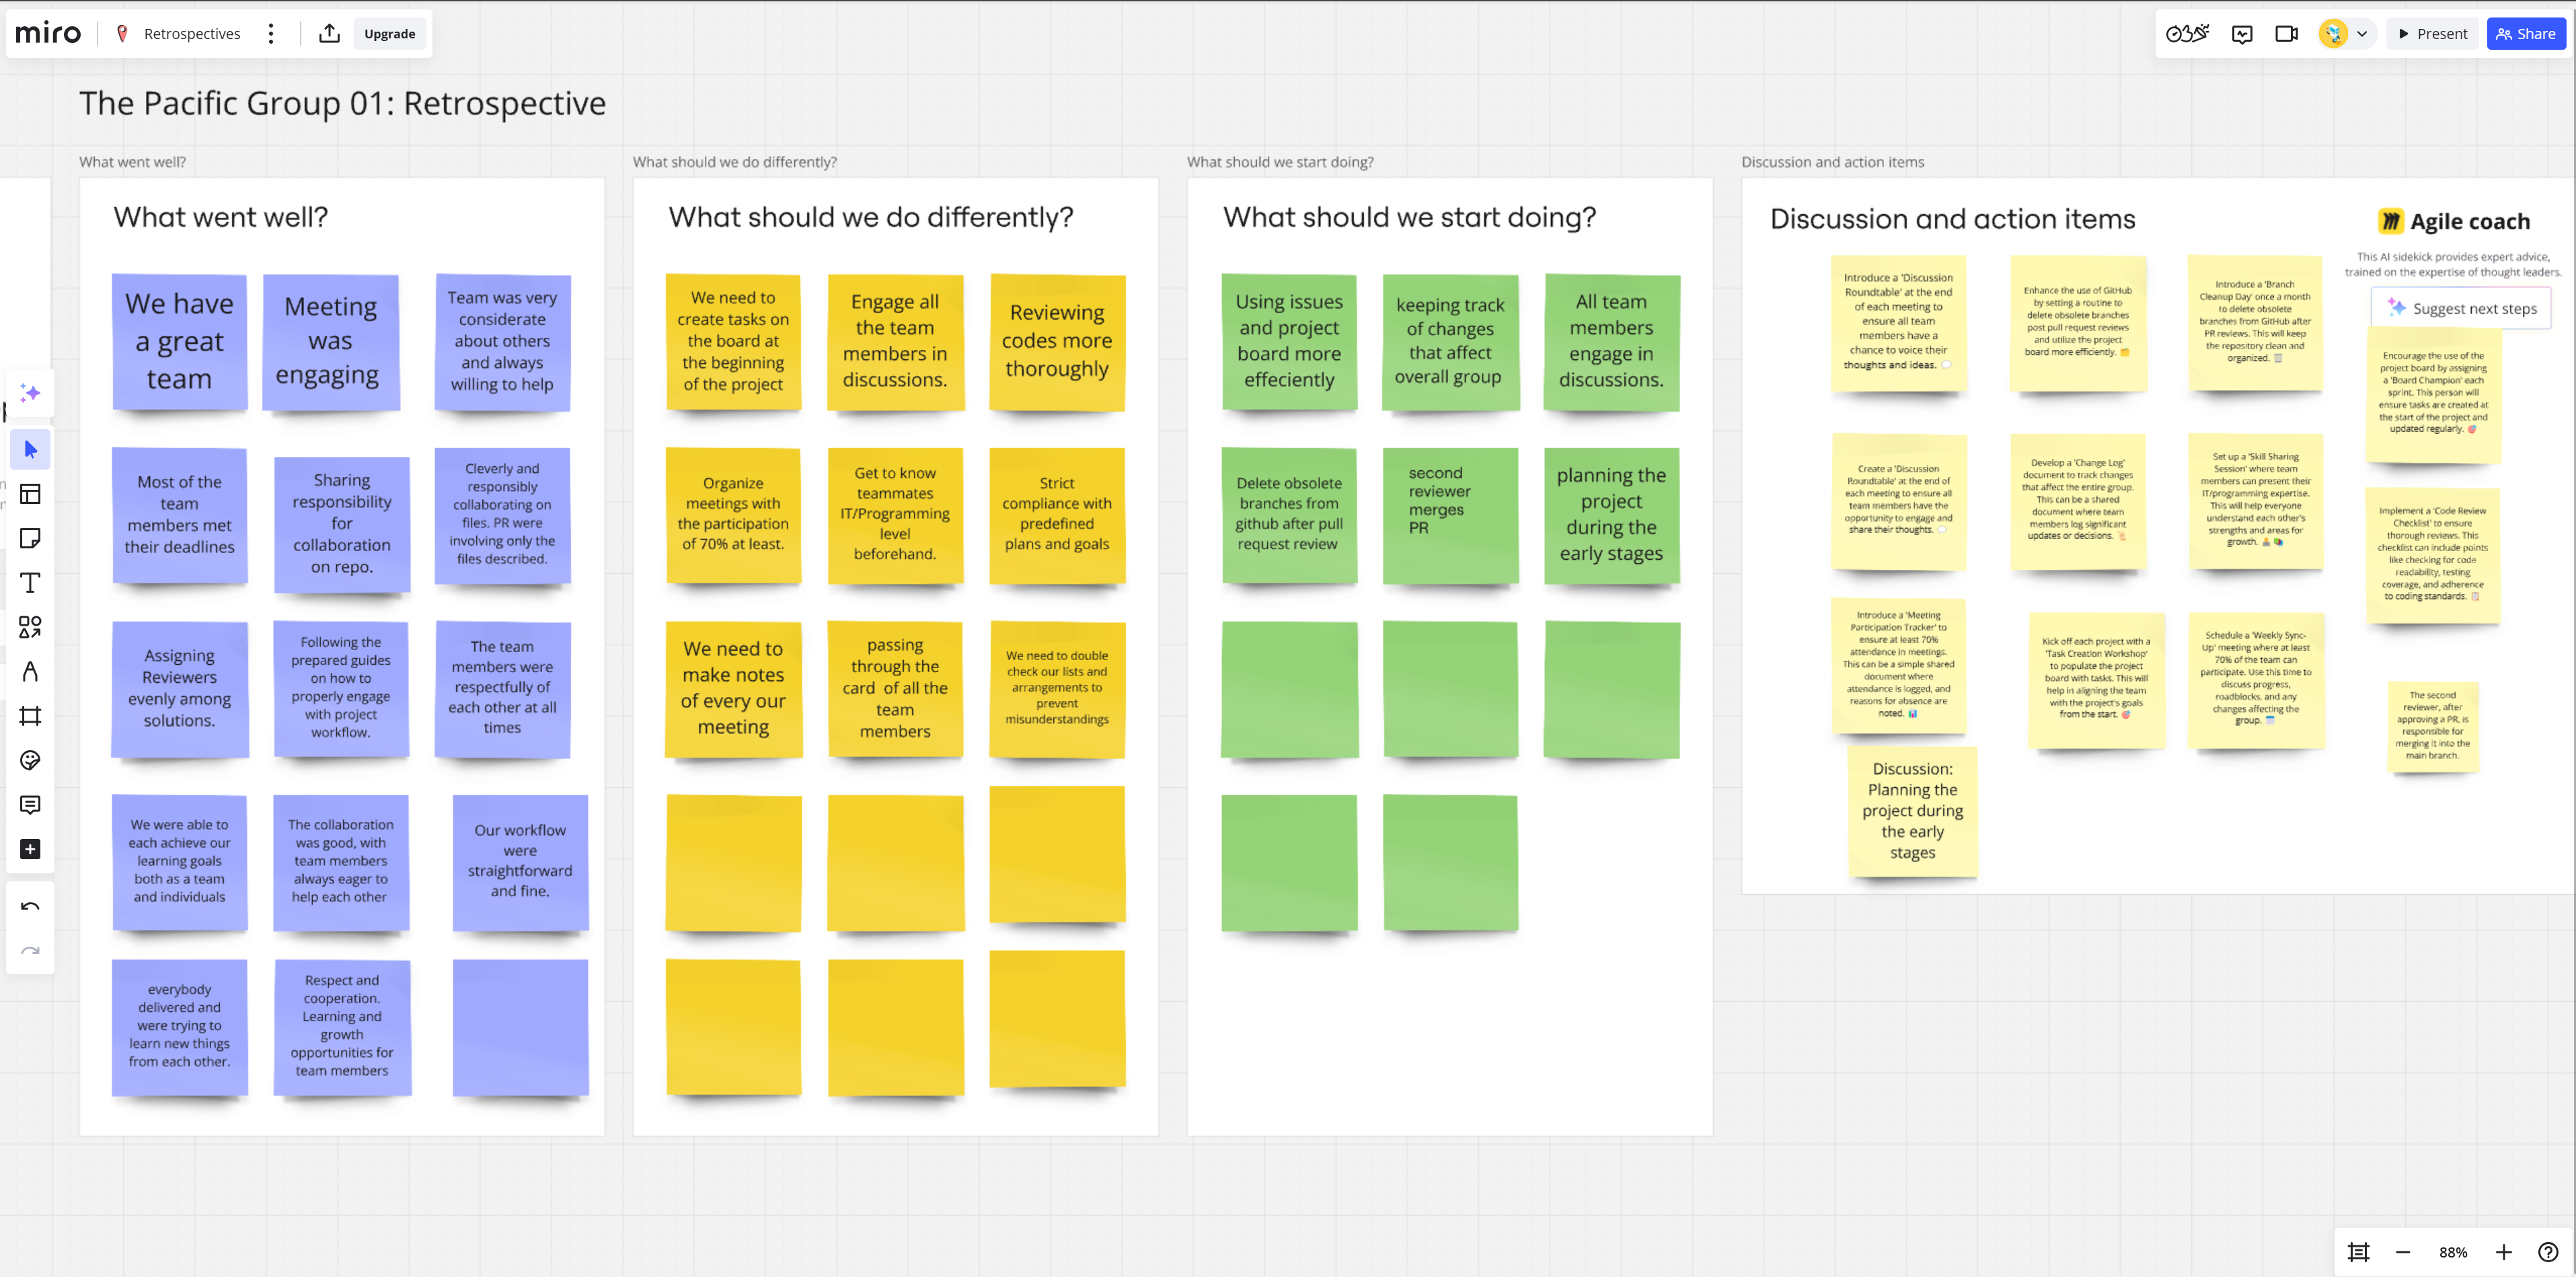 miro
Retrospectives
Upgrade
Present
Share
The Pacific Group 01: Retrospective
What went well?
What went well?
We have
a great
team
Meeting
was
engaging
Team was very
considerate
about others
and always
willing to help
Most of the
team
members met
their deadlines
Sharing
responsibility
for
collaboration
on repo.
Cleverly and
responsibly
collaborating on
files. PR were
involving only the
files described.
Assigning
Reviewers
evenly among
solutions.
Following the
prepared guides
on how to
properly engage
with project
workflow.
The team
members were
respectfully of
each other at all
times
We were able to
each achieve our
learning goals
both as a team
and individuals
The collaboration
was good, with
team members
always eager to
help each other
Our workflow
were
straightforward
and fine.
everybody
delivered and
were trying to
learn new things
from each other.
Respect and
cooperation.
Learning and
growth
opportunities for
team members
What should we do differently?
What should we do differently?
We need to
create tasks on
the board at
the beginning
of the project
Engage all
the team
members in
discussions.
Reviewing
codes more
thoroughly
Organize
meetings with
the participation
of 70% at least.
Get to know
teammates
IT/Programming
level
beforehand.
Strict
compliance with
predefined
plans and goals
We need to
make notes
of every our
meeting
passing
through the
card of all the
team
members
We need to double
check our lists and
arrangements to
prevent
misunderstandings
What should we start doing?
What should we start doing?
Using issues
and project
board more
effeciently
keeping track
of changes
that affect
overall group
All team
members
engage in
discussions.
Delete obsolete
branches from
github after pull
request review
second
reviewer
merges
PR
planning the
project
during the
early stages
Discussion and action items
Discussion and action items
Agile coach
This AI sidekick provides expert advice,
trained on the expertise of thought leaders.
Suggest next steps
Introduce a 'Discussion
Roundtable' at the end
of each meeting to
ensure all team
members have a
chance to voice their
thoughts and ideas.
Enhance the use of GitHub
by setting a routine to
delete obsolete branches
post pull request reviews
and utilize the project
board more efficiently.
Introduce a 'Branch
Cleanup Day' once a month
to delete obsolete
branches from GitHub after
PR reviews. This will keep
the repository clean and
organized.
Encourage the use of the
project board by assigning
a 'Board Champion' each
sprint. This person will
ensure tasks are created at
the start of the project and
updated regularly.
Create a 'Discussion
Roundtable' at the end of
each meeting to ensure all
team members have the
opportunity to engage and
share their thoughts.
Develop a 'Change Log'
document to track changes
that affect the entire group.
This can be a shared
document where team
members log significant
updates or decisions.
Set up a 'Skill Sharing
Session' where team
members can present their
IT/programming expertise.
This will help everyone
understand each other's
strengths and areas for
growth.
Implement a 'Code Review
Checklist' to ensure
thorough reviews. This
checklist can include points
like checking for code
readability, testing
coverage, and adherence
to coding standards.
Introduce a 'Meeting
Participation Tracker' to
ensure at least 70%
attendance in meetings.
This can be a simple shared
document where
attendance is logged, and
reasons for absence are
noted.
Kick off each project with a
'Task Creation Workshop'
to populate the project
board with tasks. This will
help in aligning the team
with the project's goals
from the start.
Schedule a 'Weekly Sync-
Up' meeting where at least
70% of the team can
participate. Use this time to
discuss progress,
roadblocks, and any
changes affecting the
group.
The second
reviewer, after
approving a PR, is
responsible for
merging it into the
main branch.
Discussion:
Planning the
project during
the early
stages
88%